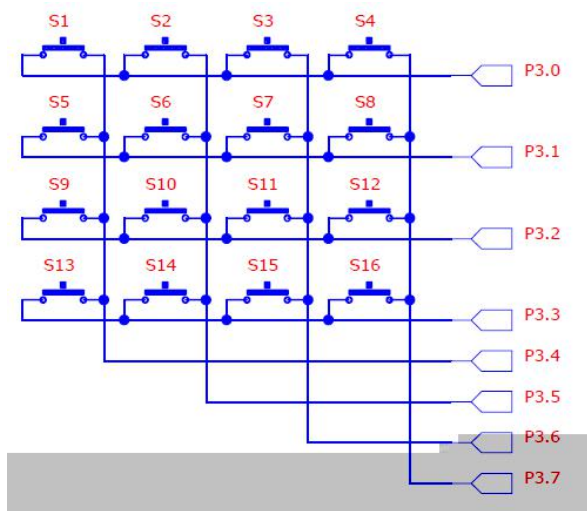 S1 S2 S3 S4
P3.0
S5 S6 S7 S8
P3.1
S9 S10 S11 S12
P3.2
S13 S14 S15 S16
P3.3
P3.4
P3.5
P3.6
P3.7